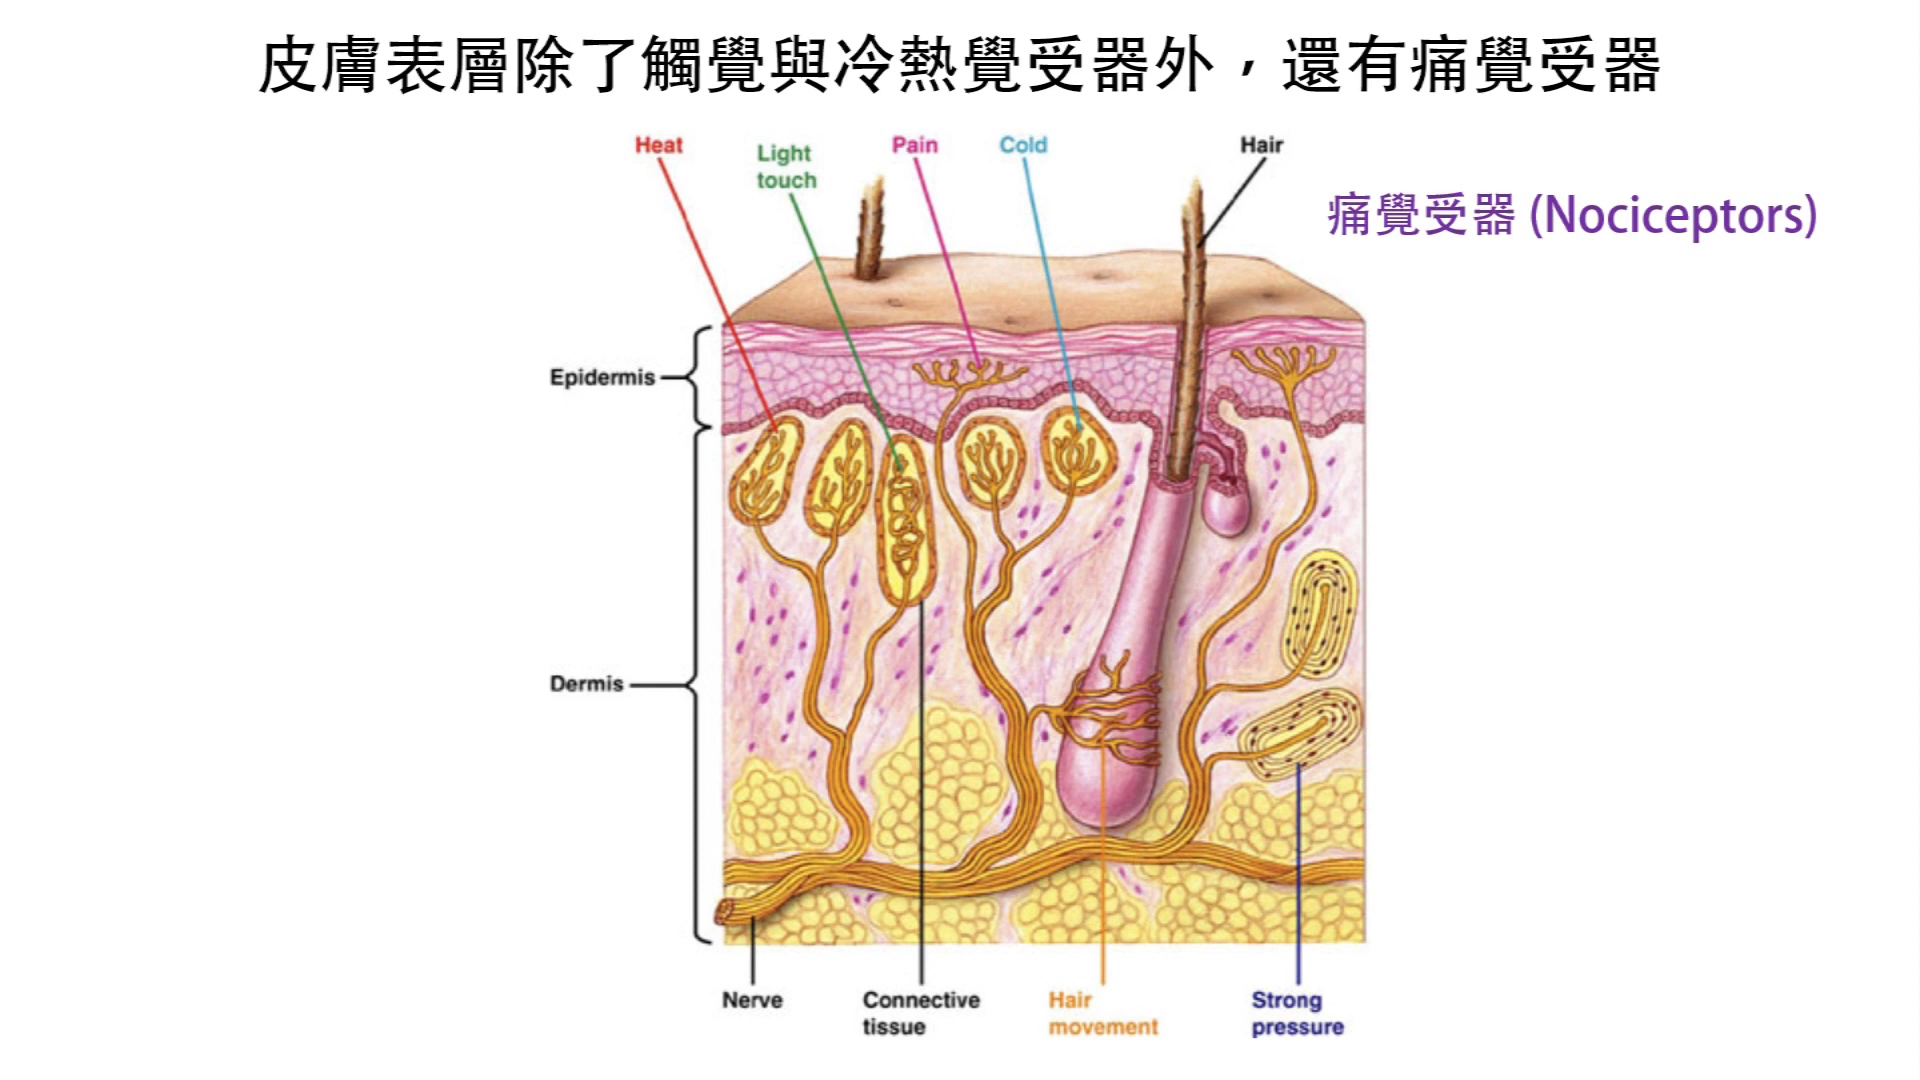 皮膚表層除了觸覺與冷熱覺受器外，還有痛覺受器
Heat
Light
touch
Pain
Cold
Hair
痛覺受器 (Nociceptors)
Epidermis
Dermis
Nerve
Connective
tissue
Hair
movement
Strong
pressure